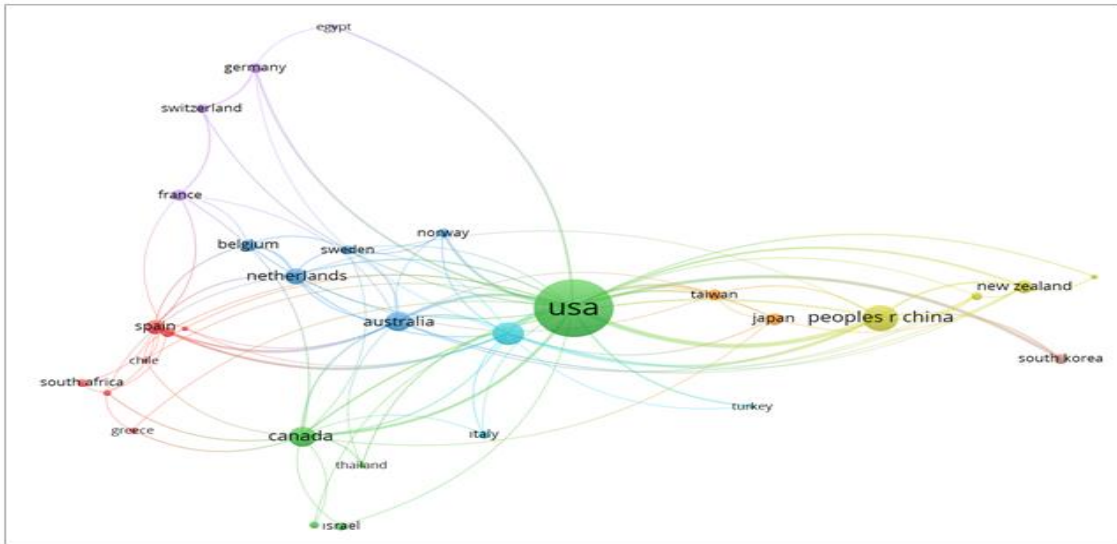 egypt
germany
switzerland
france
norway
belgium
sweden
netherlands
new zealand
taiwan
usa
japan
peoples r china
australia
spain
south korea
chile
south africa
turkey
greece
canada
italy
thailand
israel